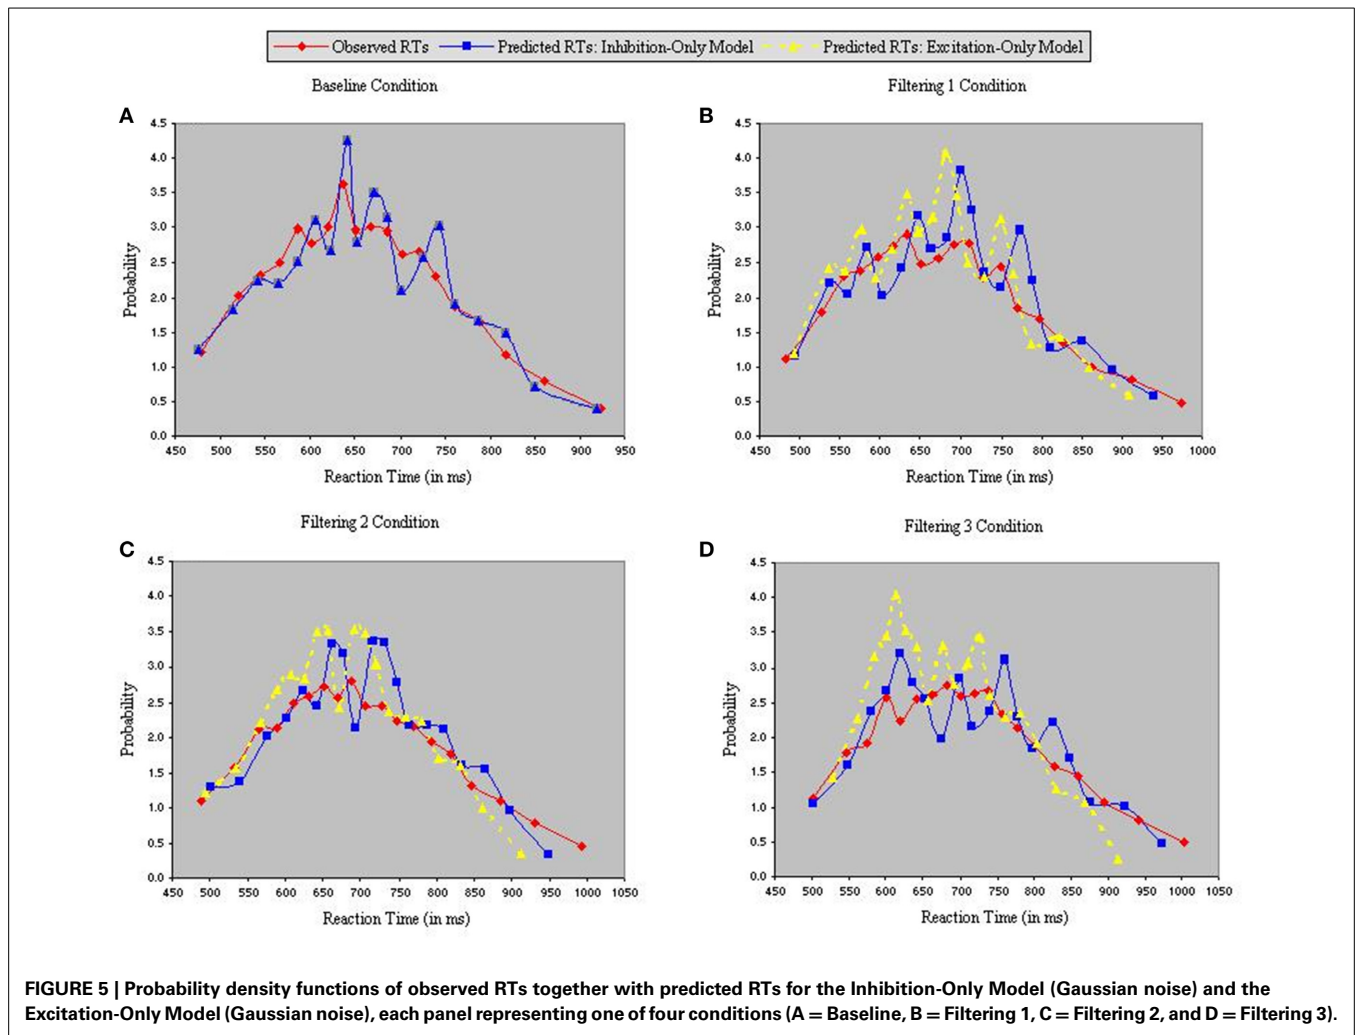 Observed RTs Predicted RTs: Inhibition-Only Model Predicted RTs: Excitation-Only Model
Baseline Condition
A
4.5
4.0
3.5
3.0
2.5
2.0
1.5
1.0
0.5
0.0
Probability
450 500 550 600 650 700 750 800 850 900 950
Reaction Time (in ms)
Filtering 1 Condition
B
4.5
4.0
3.5
3.0
2.5
2.0
1.5
1.0
0.5
0.0
Probability
450 500 550 600 650 700 750 800 850 900 950 1000
Reaction Time (in ms)
Filtering 2 Condition
C
4.5
4.0
3.5
3.0
2.5
2.0
1.5
1.0
0.5
0.0
Probability
450 500 550 600 650 700 750 800 850 900 950 1000 1050
Reaction Time (in ms)
Filtering 3 Condition
D
4.5
4.0
3.5
3.0
2.5
2.0
1.5
1.0
0.5
0.0
Probability
450 500 550 600 650 700 750 800 850 900 950 1000 1050
Reaction Time (in ms)
FIGURE 5 | Probability density functions of observed RTs together with predicted RTs for the Inhibition-Only Model (Gaussian noise) and the
Excitation-Only Model (Gaussian noise), each panel representing one of four conditions (A = Baseline, B = Filtering 1, C = Filtering 2, and D = Filtering 3).